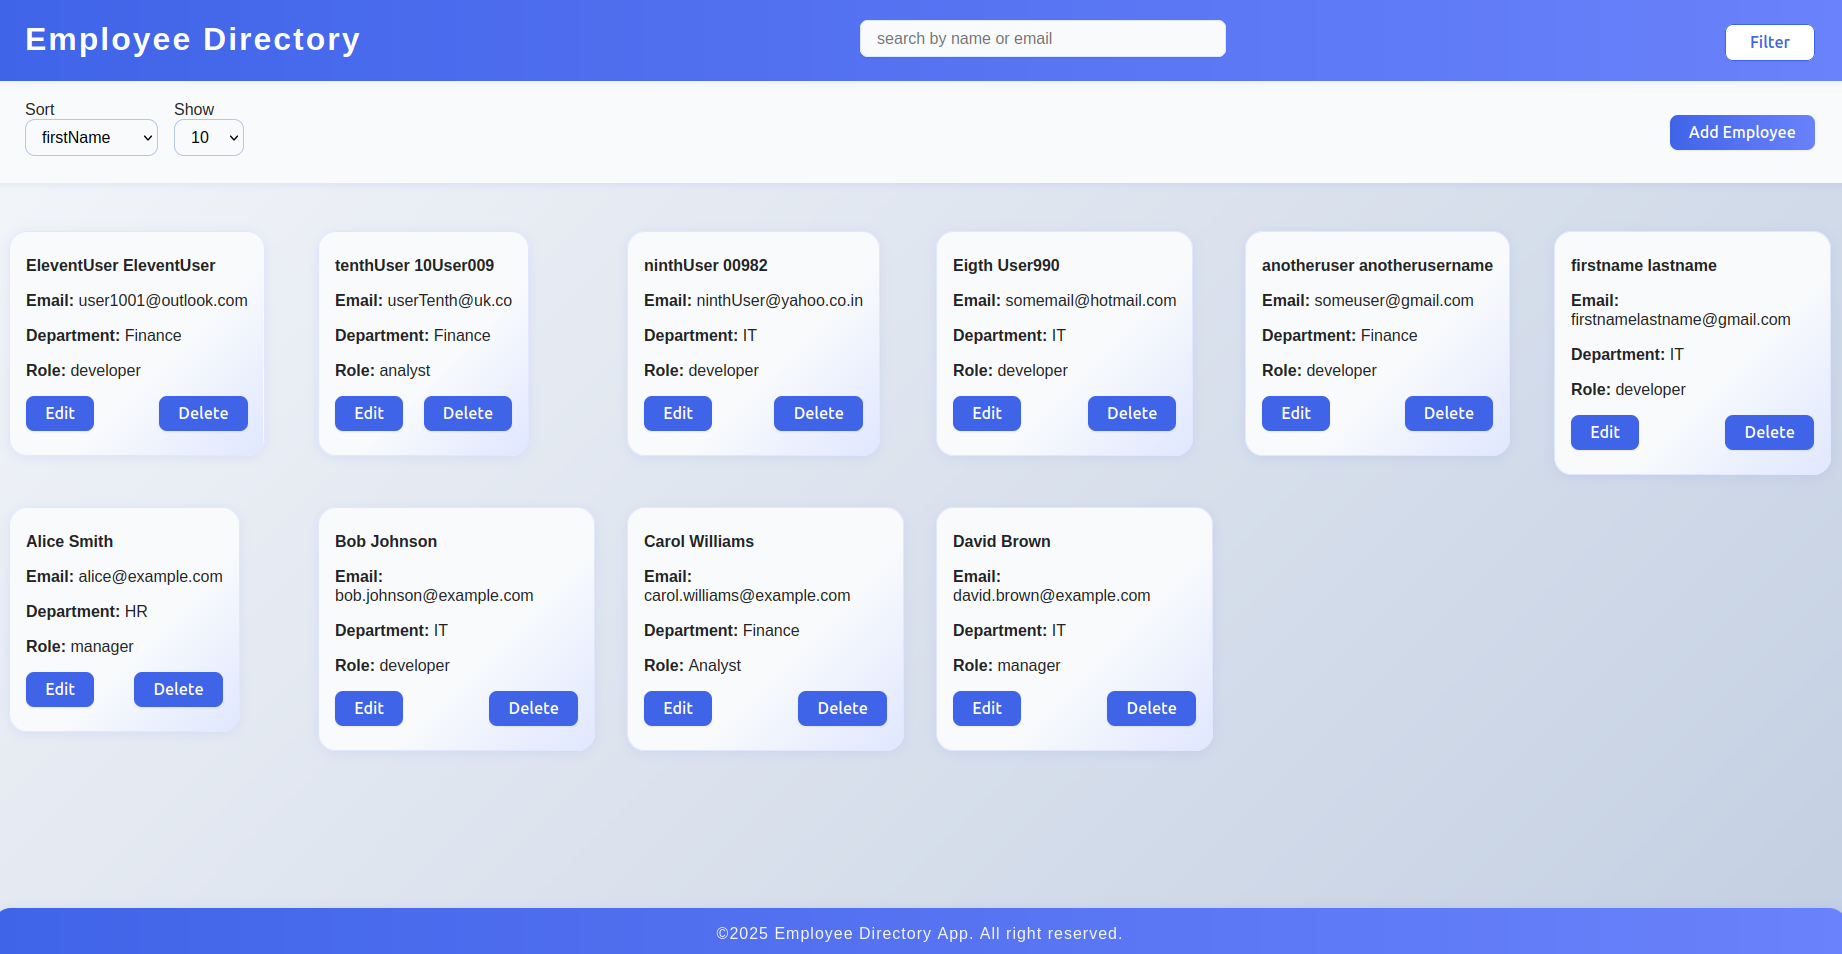 Employee Directory
search by name or email
Filter
Sort
Show
firstName
10
Add Employee
EleventUser EleventUser
Email: user1001@outlook.com
Department: Finance
Role: developer
Edit
Delete
tenthUser 10User009
Email: userTenth@uk.co
Department: Finance
Role: analyst
Edit
Delete
ninthUser 00982
Email: ninthUser@yahoo.co.in
Department: IT
Role: developer
Edit
Delete
Eigth User990
Email: somemail@hotmail.com
Department: IT
Role: developer
Edit
Delete
anotheruser anotherusername
Email: someuser@gmail.com
Department: Finance
Role: developer
Edit
Delete
firstname lastname
Email:
firstnamelastname@gmail.com
Department: IT
Role: developer
Edit
Delete
Alice Smith
Email: alice@example.com
Department: HR
Role: manager
Edit
Delete
Bob Johnson
Email:
bob.johnson@example.com
Department: IT
Role: developer
Edit
Delete
Carol Williams
Email:
carol.williams@example.com
Department: Finance
Role: Analyst
Edit
Delete
David Brown
Email:
david.brown@example.com
Department: IT
Role: manager
Edit
Delete
©2025 Employee Directory App. All right reserved.